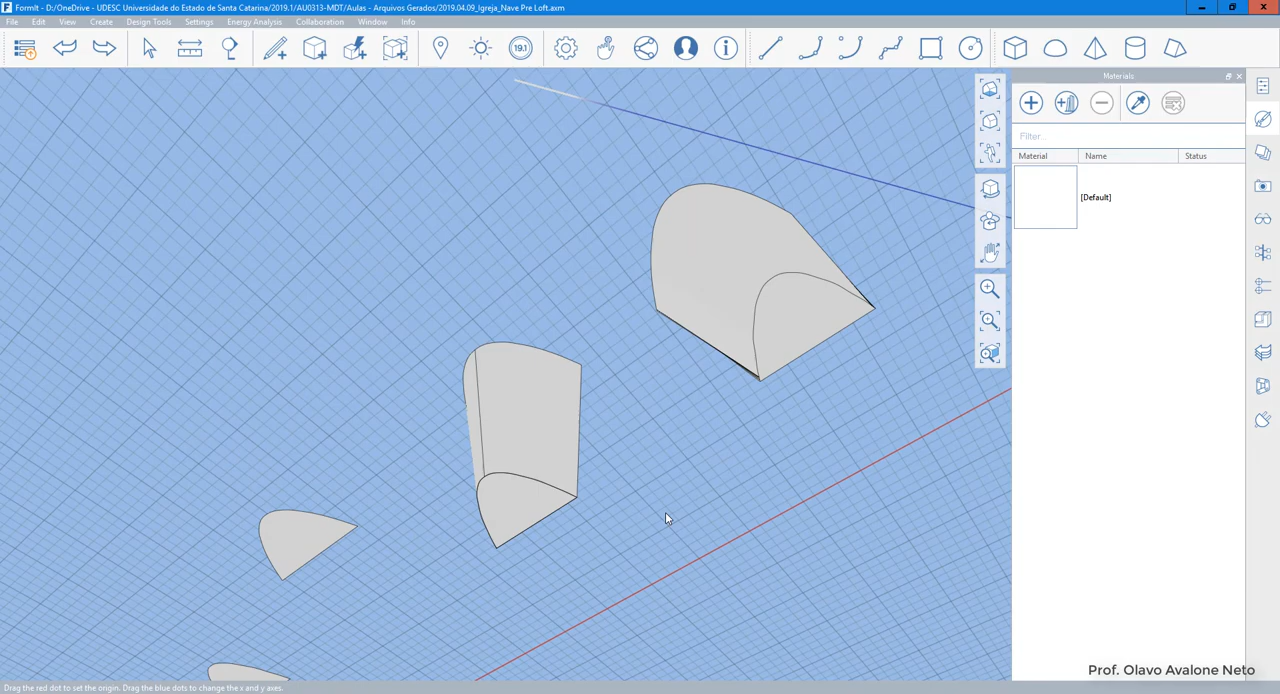 FormIt - D:/OneDrive - UDESC Universidade do Estado de Santa Catarina/2019.1/AU0313-MDT/Aulas - Arquivos Gerados/2019.04.09_Igreja_Nave Pre Loft.axm
File Edit View Create Design Tools Settings Energy Analysis Collaboration Window Info
19.1
Materials
Filter...
Material Name Status
[Default]
Prof. Olavo Avalone Neto
Drag the red dot to set the origin. Drag the blue dots to change the x and y axes.